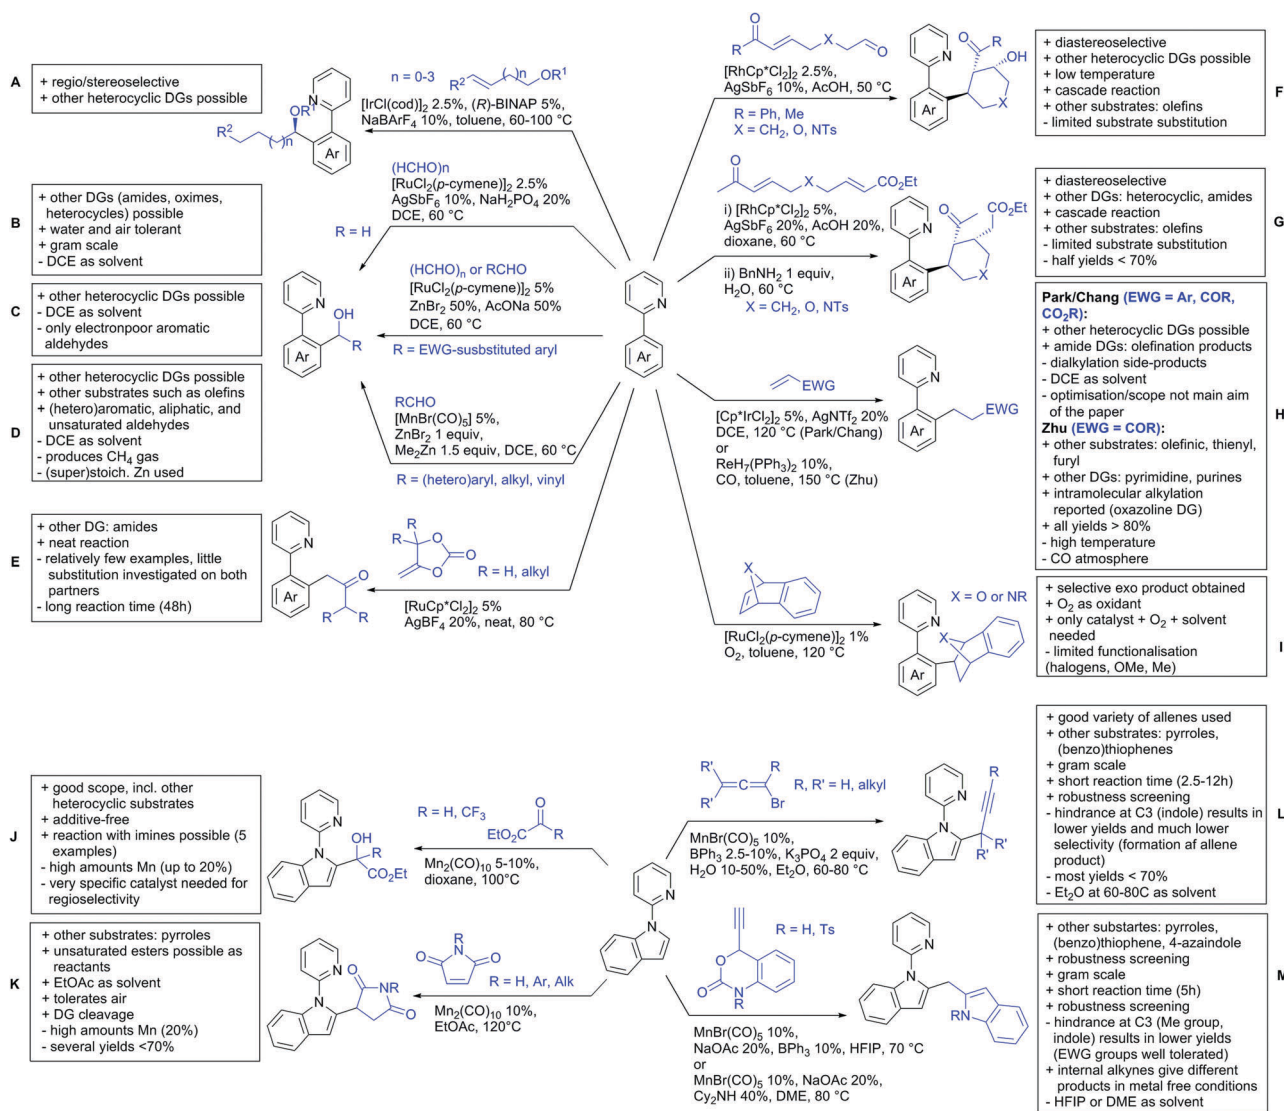 A
+ regio/stereoselective
+ other heterocyclic DGs possible
R²
OR¹
N
Ar
n
n = 0-3
R²
n
OR¹
[IrCl(cod)]₂ 2.5%, (R)-BINAP 5%,
NaBArF₄ 10%, toluene, 60-100 °C
B
+ other DGs (amides, oximes,
heterocycles) possible
+ water and air tolerant
+ gram scale
- DCE as solvent
(HCHO)n
[RuCl₂(p-cymene)]₂ 2.5%
AgSbF₆ 10%, NaH₂PO₄ 20%
DCE, 60 °C
R = H
C
+ other heterocyclic DGs possible
- DCE as solvent
- only electronpoor aromatic
aldehydes
N
OH
Ar
R
(HCHO)ₙ or RCHO
[RuCl₂(p-cymene)]₂ 5%
ZnBr₂ 50%, AcONa 50%
DCE, 60 °C
R = EWG-susbstituted aryl
D
+ other heterocyclic DGs possible
+ other substrates such as olefins
+ (hetero)aromatic, aliphatic, and
unsaturated aldehydes
- DCE as solvent
- produces CH₄ gas
- (super)stoich. Zn used
RCHO
[MnBr(CO)₅] 5%,
ZnBr₂ 1 equiv,
Me₂Zn 1.5 equiv, DCE, 60 °C
R = (hetero)aryl, alkyl, vinyl
E
+ other DG: amides
+ neat reaction
- relatively few examples, little
substitution investigated on both
partners
- long reaction time (48h)
N
Ar
O
R
R
R
R
O
O
O
R = H, alkyl
[RuCp*Cl₂]₂ 5%
AgBF₄ 20%, neat, 80 °C
N
Ar
O
R
X
O
[RhCp*Cl₂]₂ 2.5%,
AgSbF₆ 10%, AcOH, 50 °C
R = Ph, Me
X = CH₂, O, NTs
N
Ar
O
R
OH
X
+ diastereoselective
+ other heterocyclic DGs possible
+ low temperature
+ cascade reaction
+ other substrates: olefins
- limited substrate substitution
F
O
X
CO₂Et
i) [RhCp*Cl₂]₂ 5%,
AgSbF₆ 20%, AcOH 20%,
dioxane, 60 °C
ii) BnNH₂ 1 equiv,
H₂O, 60 °C
X = CH₂, O, NTs
N
Ar
O
CO₂Et
X
+ diastereoselective
+ other DGs: heterocyclic, amides
+ cascade reaction
+ other substrates: olefins
- limited substrate substitution
- half yields < 70%
G
EWG
[Cp*IrCl₂]₂ 5%, AgNTf₂ 20%
DCE, 120 °C (Park/Chang)
or
ReH₇(PPh₃)₂ 10%,
CO, toluene, 150 °C (Zhu)
N
Ar
EWG
Park/Chang (EWG = Ar, COR,
CO₂R):
+ other heterocyclic DGs possible
+ amide DGs: olefination products
- dialkylation side-products
- DCE as solvent
- optimisation/scope not main aim
of the paper
Zhu (EWG = COR):
+ other substrates: olefinic, thienyl,
furyl
+ other DGs: pyrimidine, purines
+ intramolecular alkylation
reported (oxazoline DG)
+ all yields > 80%
- high temperature
- CO atmosphere
H
X
[RuCl₂(p-cymene)]₂ 1%
O₂, toluene, 120 °C
X = O or NR
N
X
Ar
+ selective exo product obtained
+ O₂ as oxidant
+ only catalyst + O₂ + solvent
needed
- limited functionalisation
(halogens, OMe, Me)
I
J
+ good scope, incl. other
heterocyclic substrates
+ additive-free
+ reaction with imines possible (5
examples)
- high amounts Mn (up to 20%)
- very specific catalyst needed for
regioselectivity
N
N
OH
R
CO₂Et
R = H, CF₃
EtO₂C
O
R
Mn₂(CO)₁₀ 5-10%,
dioxane, 100°C
K
+ other substrates: pyrroles
+ unsaturated esters possible as
reactants
+ EtOAc as solvent
+ tolerates air
+ DG cleavage
- high amounts Mn (20%)
- several yields <70%
N
N
O
N
R
O
R
N
O
O
R = H, Ar, Alk
Mn₂(CO)₁₀ 10%,
EtOAc, 120°C
N
N
R'
R'
R
Br
R, R' = H, alkyl
MnBr(CO)₅ 10%,
BPh₃ 2.5-10%, K₃PO₄ 2 equiv,
H₂O 10-50%, Et₂O, 60-80 °C
N
N
R
R'
R'
+ good variety of allenes used
+ other substrates: pyrroles,
(benzo)thiophenes
+ gram scale
+ short reaction time (2.5-12h)
+ robustness screening
- hindrance at C3 (indole) results in
lower yields and much lower
selectivity (formation af allene
product)
- most yields < 70%
- Et₂O at 60-80C as solvent
L
O
O
N
R
R = H, Ts
MnBr(CO)₅ 10%,
NaOAc 20%, BPh₃ 10%, HFIP, 70 °C
or
MnBr(CO)₅ 10%, NaOAc 20%,
Cy₂NH 40%, DME, 80 °C
N
N
RN
+ other substartes: pyrroles,
(benzo)thiophene, 4-azaindole
+ robustness screening
+ gram scale
+ short reaction time (5h)
+ robustness screening
- hindrance at C3 (Me group,
indole) results in lower yields
(EWG groups well tolerated)
+ internal alkynes give different
products in metal free conditions
- HFIP or DME as solvent
M